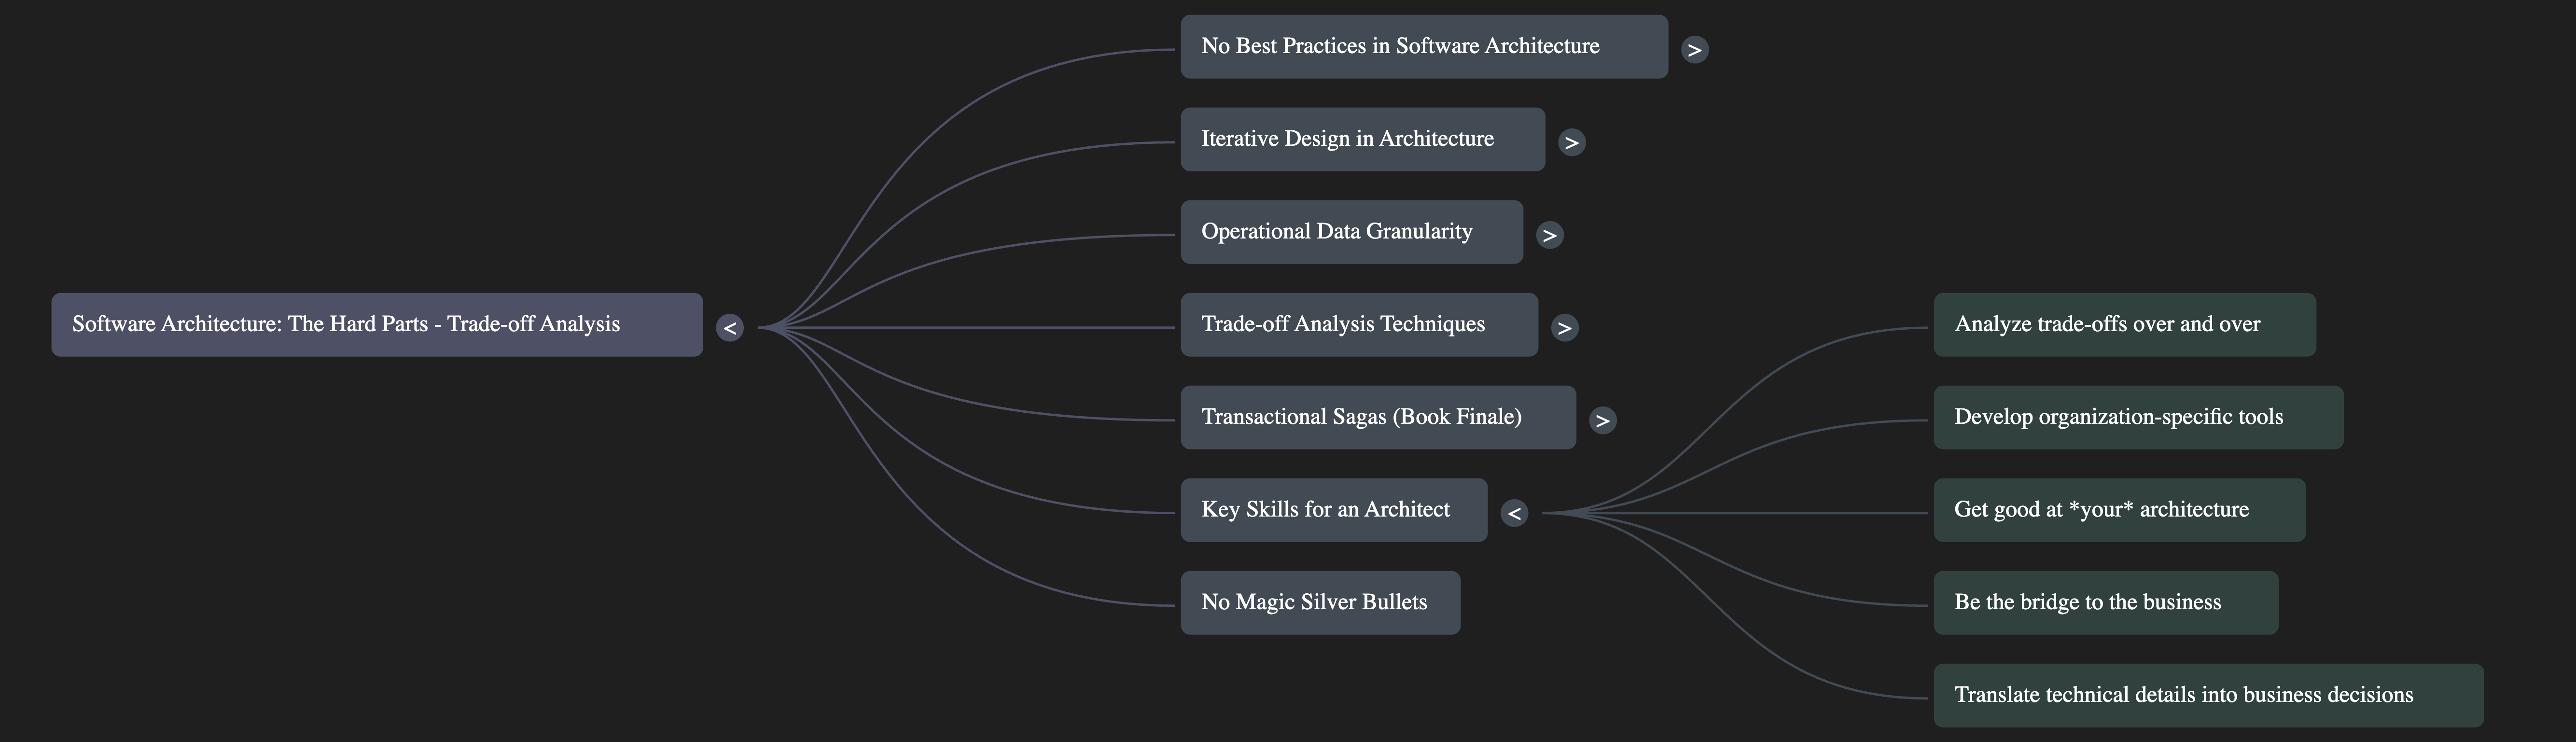 Software Architecture: The Hard Parts - Trade-off Analysis
<
No Best Practices in Software Architecture
>
Iterative Design in Architecture
>
Operational Data Granularity
>
Trade-off Analysis Techniques
>
Transactional Sagas (Book Finale)
>
Key Skills for an Architect
<
No Magic Silver Bullets
Analyze trade-offs over and over
Develop organization-specific tools
Get good at *your* architecture
Be the bridge to the business
Translate technical details into business decisions